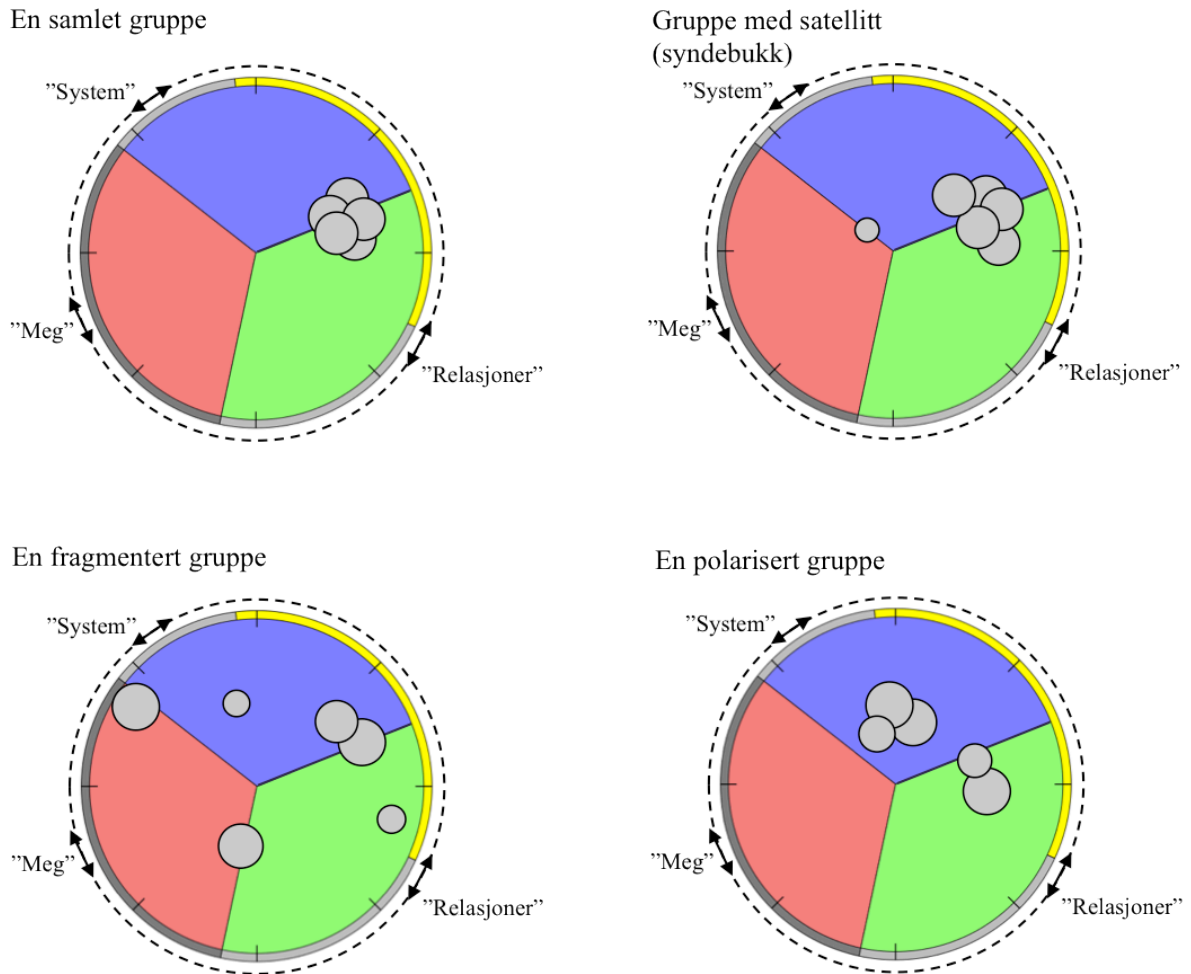 En samlet gruppe
”System”
”Meg”
”Relasjoner”
Gruppe med satellitt
(syndebukk)
”System”
”Meg”
”Relasjoner”
En fragmentert gruppe
”System”
”Meg”
”Relasjoner”
En polarisert gruppe
”System”
”Meg”
”Relasjoner”